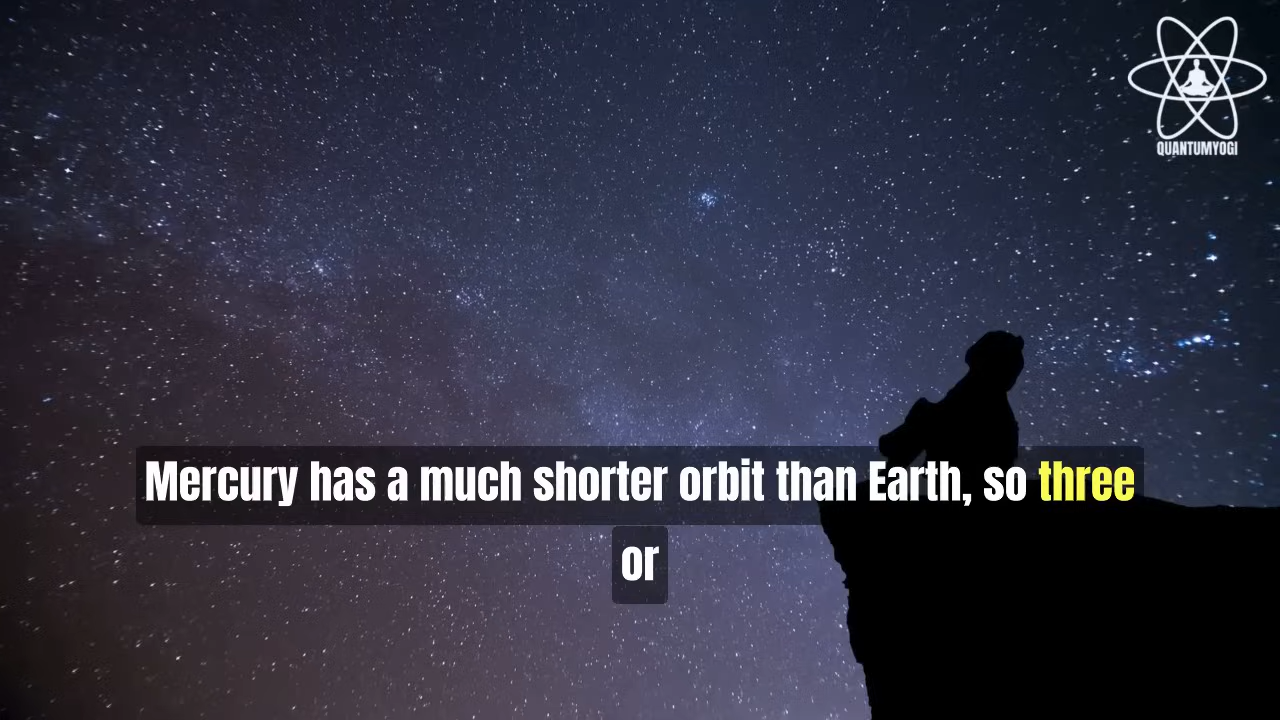 QUANTUMYOGI
Mercury has a much shorter orbit than Earth, so three
or